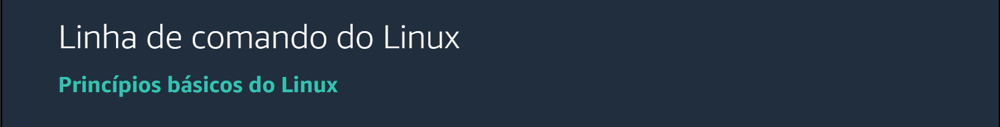 Linha de comando do Linux
Princípios básicos do Linux